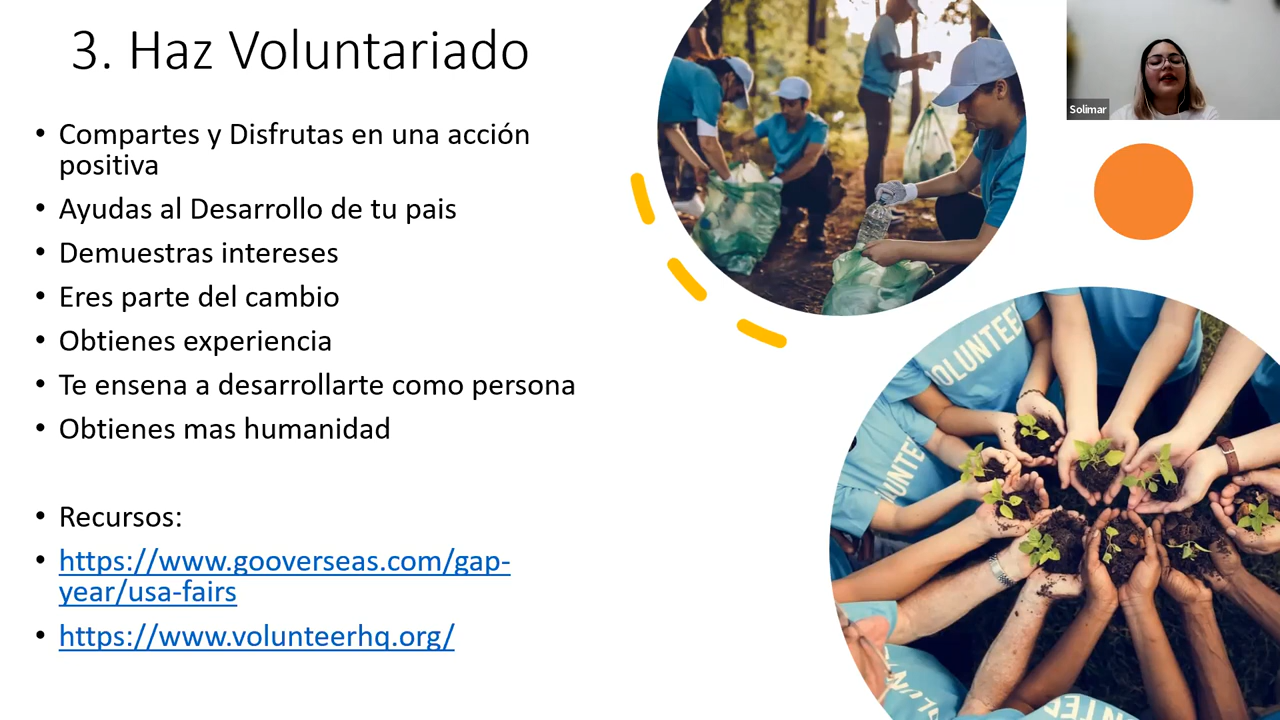 3. Haz Voluntariado
• Compartes y Disfrutas en una acción
positiva
• Ayudas al Desarrollo de tu pais
• Demuestras intereses
• Eres parte del cambio
• Obtienes experiencia
• Te ensena a desarrollarte como persona
• Obtienes mas humanidad
• Recursos:
• https://www.gooverseas.com/gap-
year/usa-fairs
• https://www.volunteerhq.org/
Solimar
OLUNTEE
UNTE